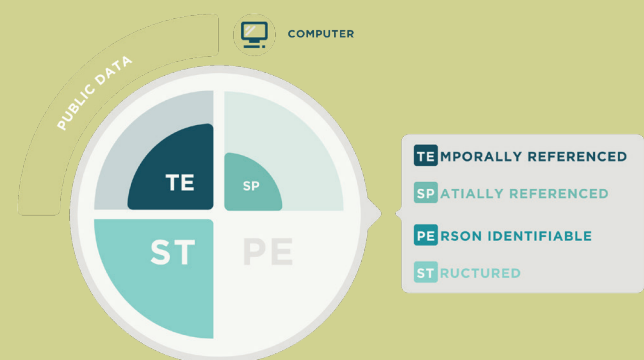 COMPUTER
PUBLIC DATA
TE
SP
ST
PE
TEMPORALLY REFERENCED
SPATIALLY REFERENCED
PERSON IDENTIFIABLE
STRUCTURED